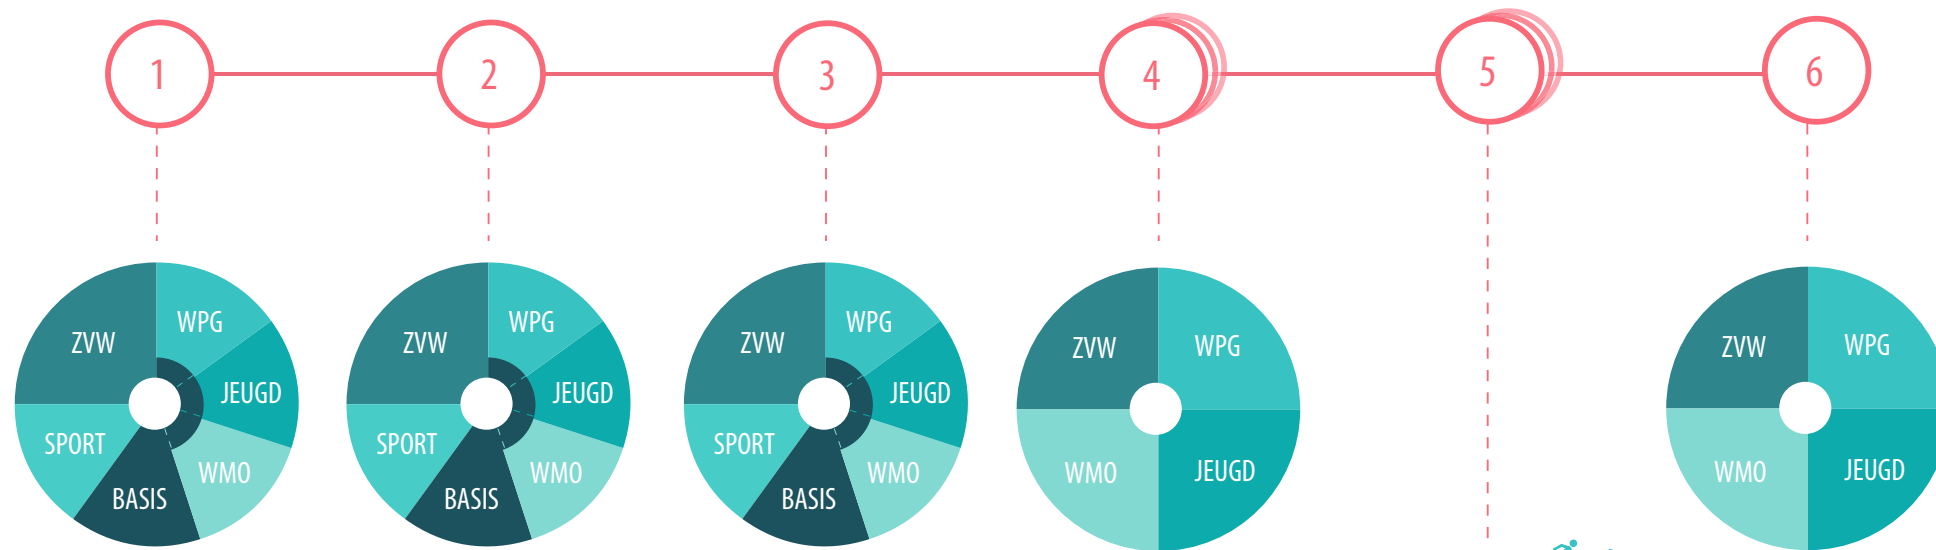 1
2
3
4
5
6
ZVW
WPG
JEUGD
WMO
BASIS
SPORT
ZVW
WPG
JEUGD
WMO
BASIS
SPORT
ZVW
WPG
JEUGD
WMO
BASIS
SPORT
ZVW
WPG
JEUGD
WMO
ZVW
WPG
JEUGD
WMO